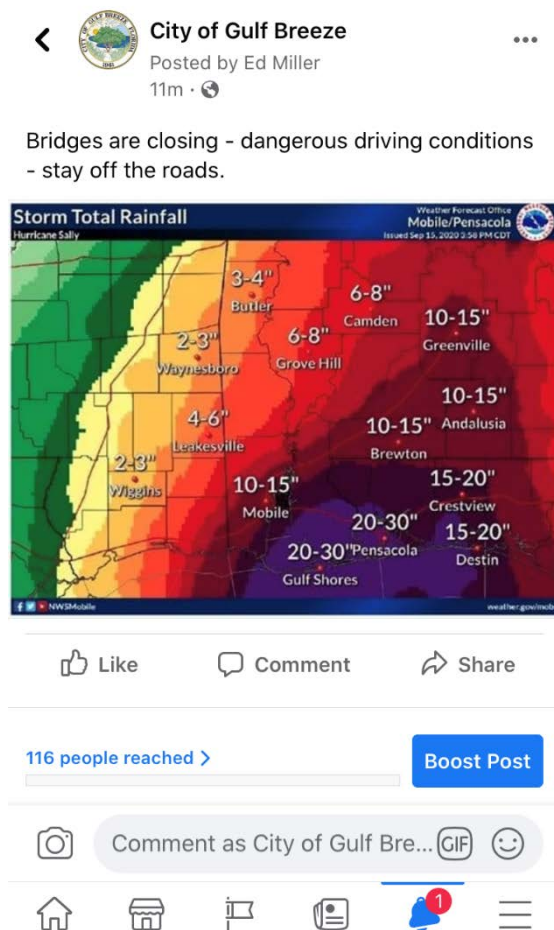 City of Gulf Breeze
Posted by Ed Miller
11m ·
Bridges are closing - dangerous driving conditions
- stay off the roads.
Storm Total Rainfall
Hurricane Sally
Weather Forecast Office
Mobile/Pensacola
Issued Sep 15, 2020 3:58 PM CDT
3-4"
Butler
6-8"
Camden
10-15"
Greenville
2-3"
Waynesboro
6-8"
Grove Hill
10-15"
Andalusia
4-6"
Leakesville
10-15"
Brewton
2-3"
Wiggins
10-15"
Mobile
15-20"
Crestview
20-30"
Pensacola
15-20"
Destin
20-30"
Gulf Shores
NWSMobile
weather.gov/mob
Like
Comment
Share
116 people reached >
Boost Post
Comment as City of Gulf Bre...
GIF
1